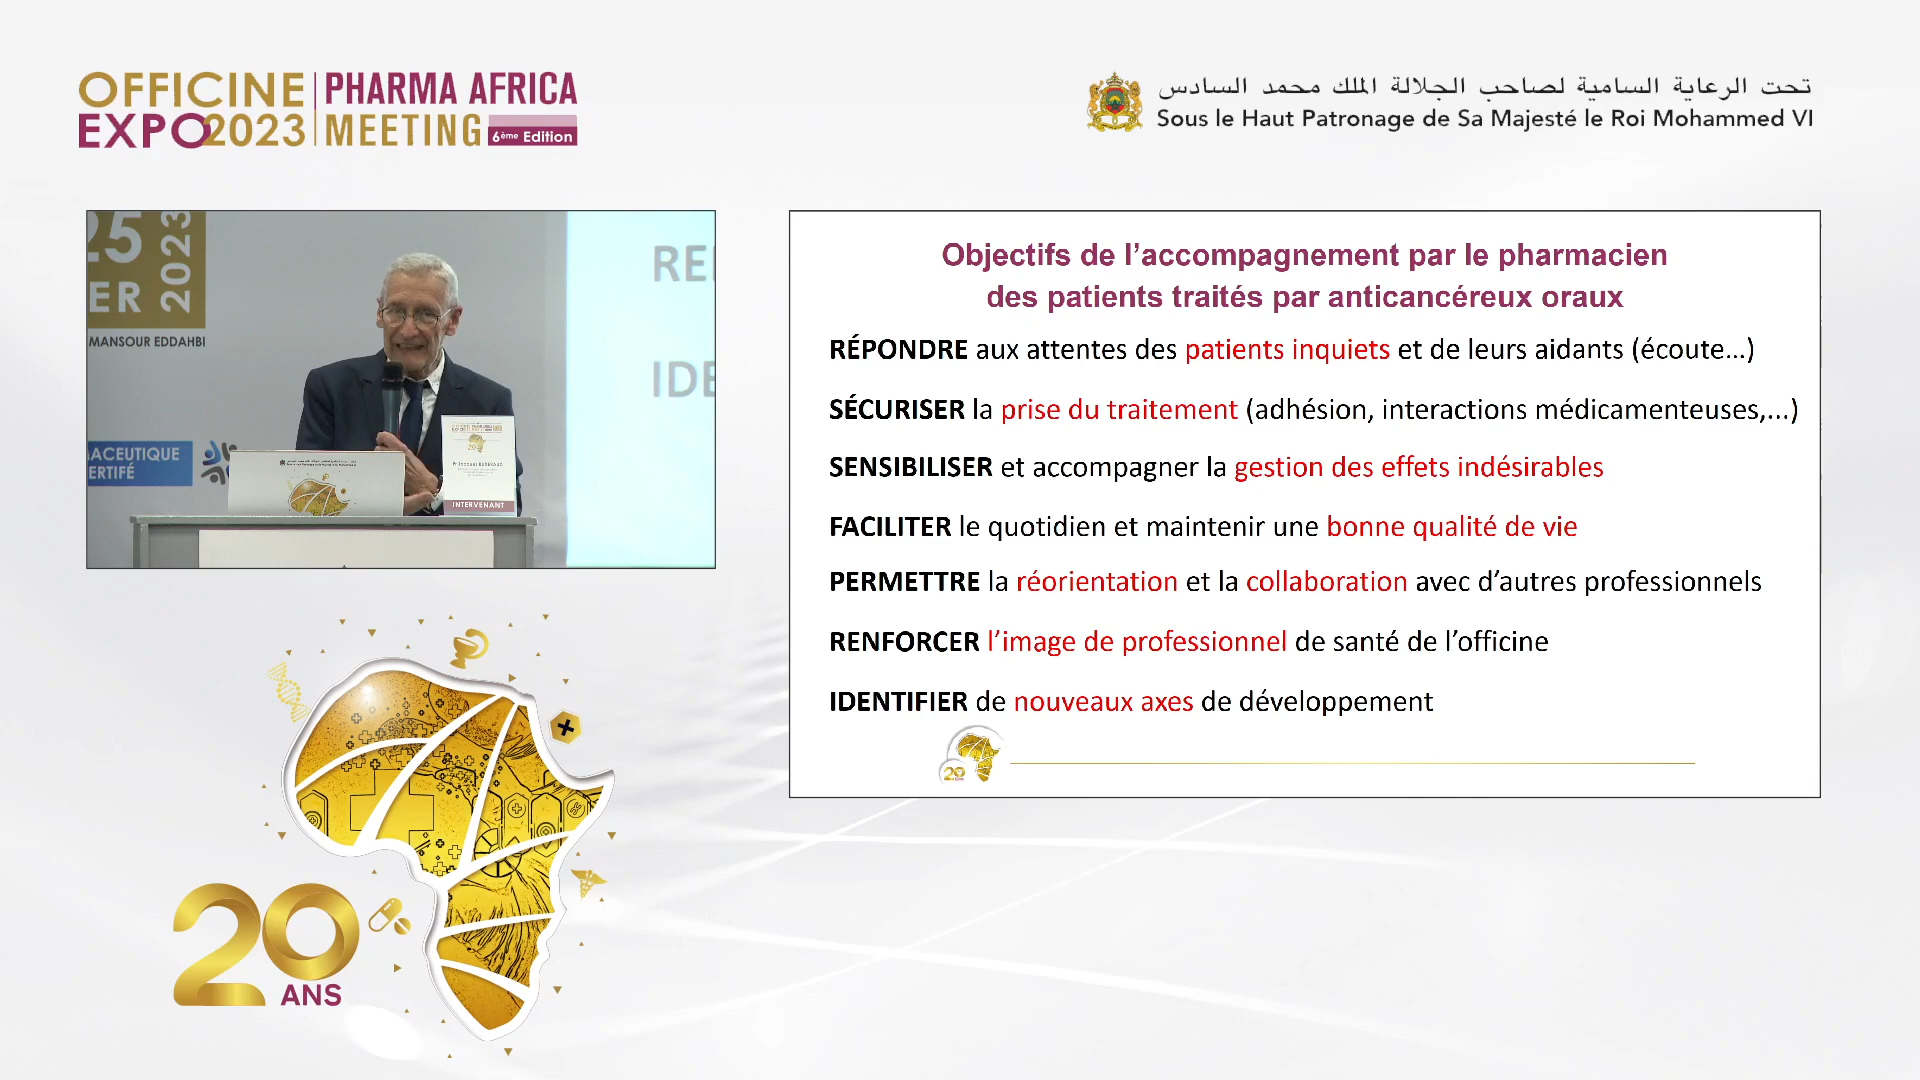 OFFICINE
EXPO2023
PHARMA AFRICA
MEETING 6ème Edition
تحت الرعاية السامية لصاحب الجلالة الملك محمد السادس
Sous le Haut Patronage de Sa Majesté le Roi Mohammed VI
25
2023
ER
MANSOUR EDDAHBI
ACEUTIQUE
ERTIFÉ
RE
IDE
INTERVENANT
Objectifs de l’accompagnement par le pharmacien
des patients traités par anticancéreux oraux
RÉPONDRE aux attentes des patients inquiets et de leurs aidants (écoute…)
SÉCURISER la prise du traitement (adhésion, interactions médicamenteuses,...)
SENSIBILISER et accompagner la gestion des effets indésirables
FACILITER le quotidien et maintenir une bonne qualité de vie
PERMETTRE la réorientation et la collaboration avec d’autres professionnels
RENFORCER l’image de professionnel de santé de l’officine
IDENTIFIER de nouveaux axes de développement
20
20
ANS